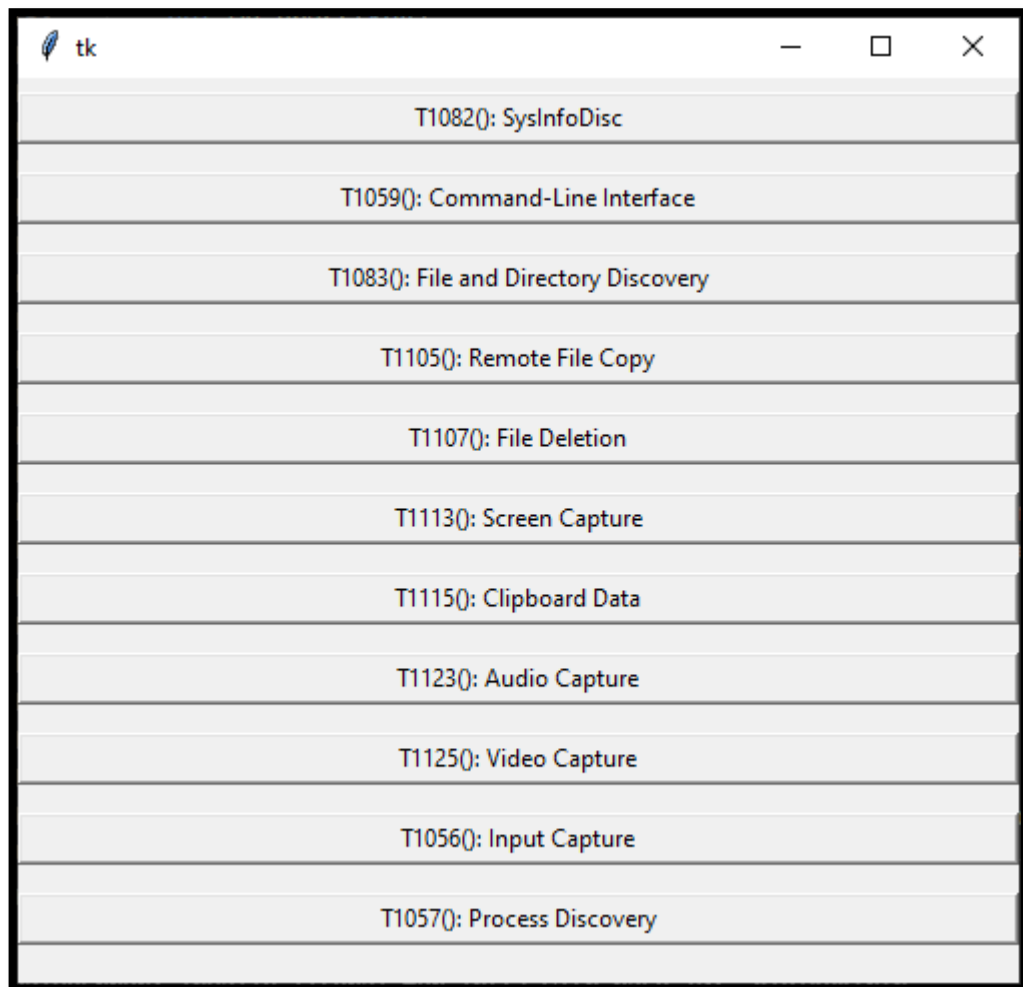 tk
T1082(): SysInfoDisc
T1059(): Command-Line Interface
T1083(): File and Directory Discovery
T1105(): Remote File Copy
T1107(): File Deletion
T1113(): Screen Capture
T1115(): Clipboard Data
T1123(): Audio Capture
T1125(): Video Capture
T1056(): Input Capture
T1057(): Process Discovery